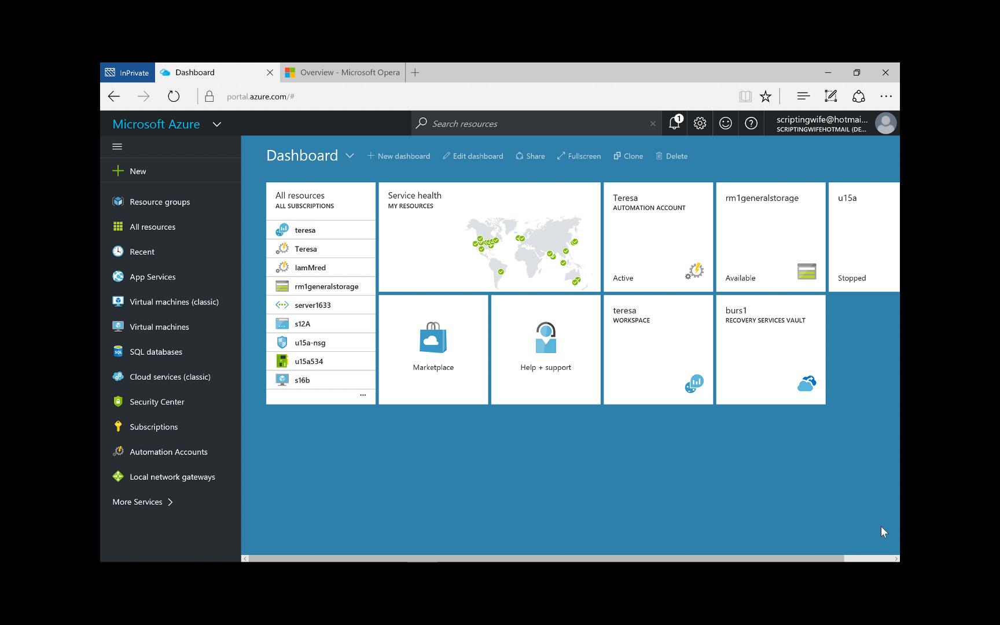 InPrivate
Dashboard
Overview - Microsoft Opera
portal.azure.com/#
Microsoft Azure
Search resources
1
scriptingwife@hotmai...
SCRIPTINGWIFEHOTMAIL (DE...
Dashboard
New dashboard
Edit dashboard
Share
Fullscreen
Clone
Delete
New
Resource groups
All resources
Recent
App Services
Virtual machines (classic)
Virtual machines
SQL databases
Cloud services (classic)
Security Center
Subscriptions
Automation Accounts
Local network gateways
More Services
All resources
ALL SUBSCRIPTIONS
teresa
Teresa
IamMred
rm1generalstorage
server1633
s12A
u15a-nsg
u15a534
s16b
...
Service health
MY RESOURCES
Teresa
AUTOMATION ACCOUNT
Active
rm1generalstorage
Available
u15a
Stopped
Marketplace
Help + support
teresa
WORKSPACE
burs1
RECOVERY SERVICES VAULT